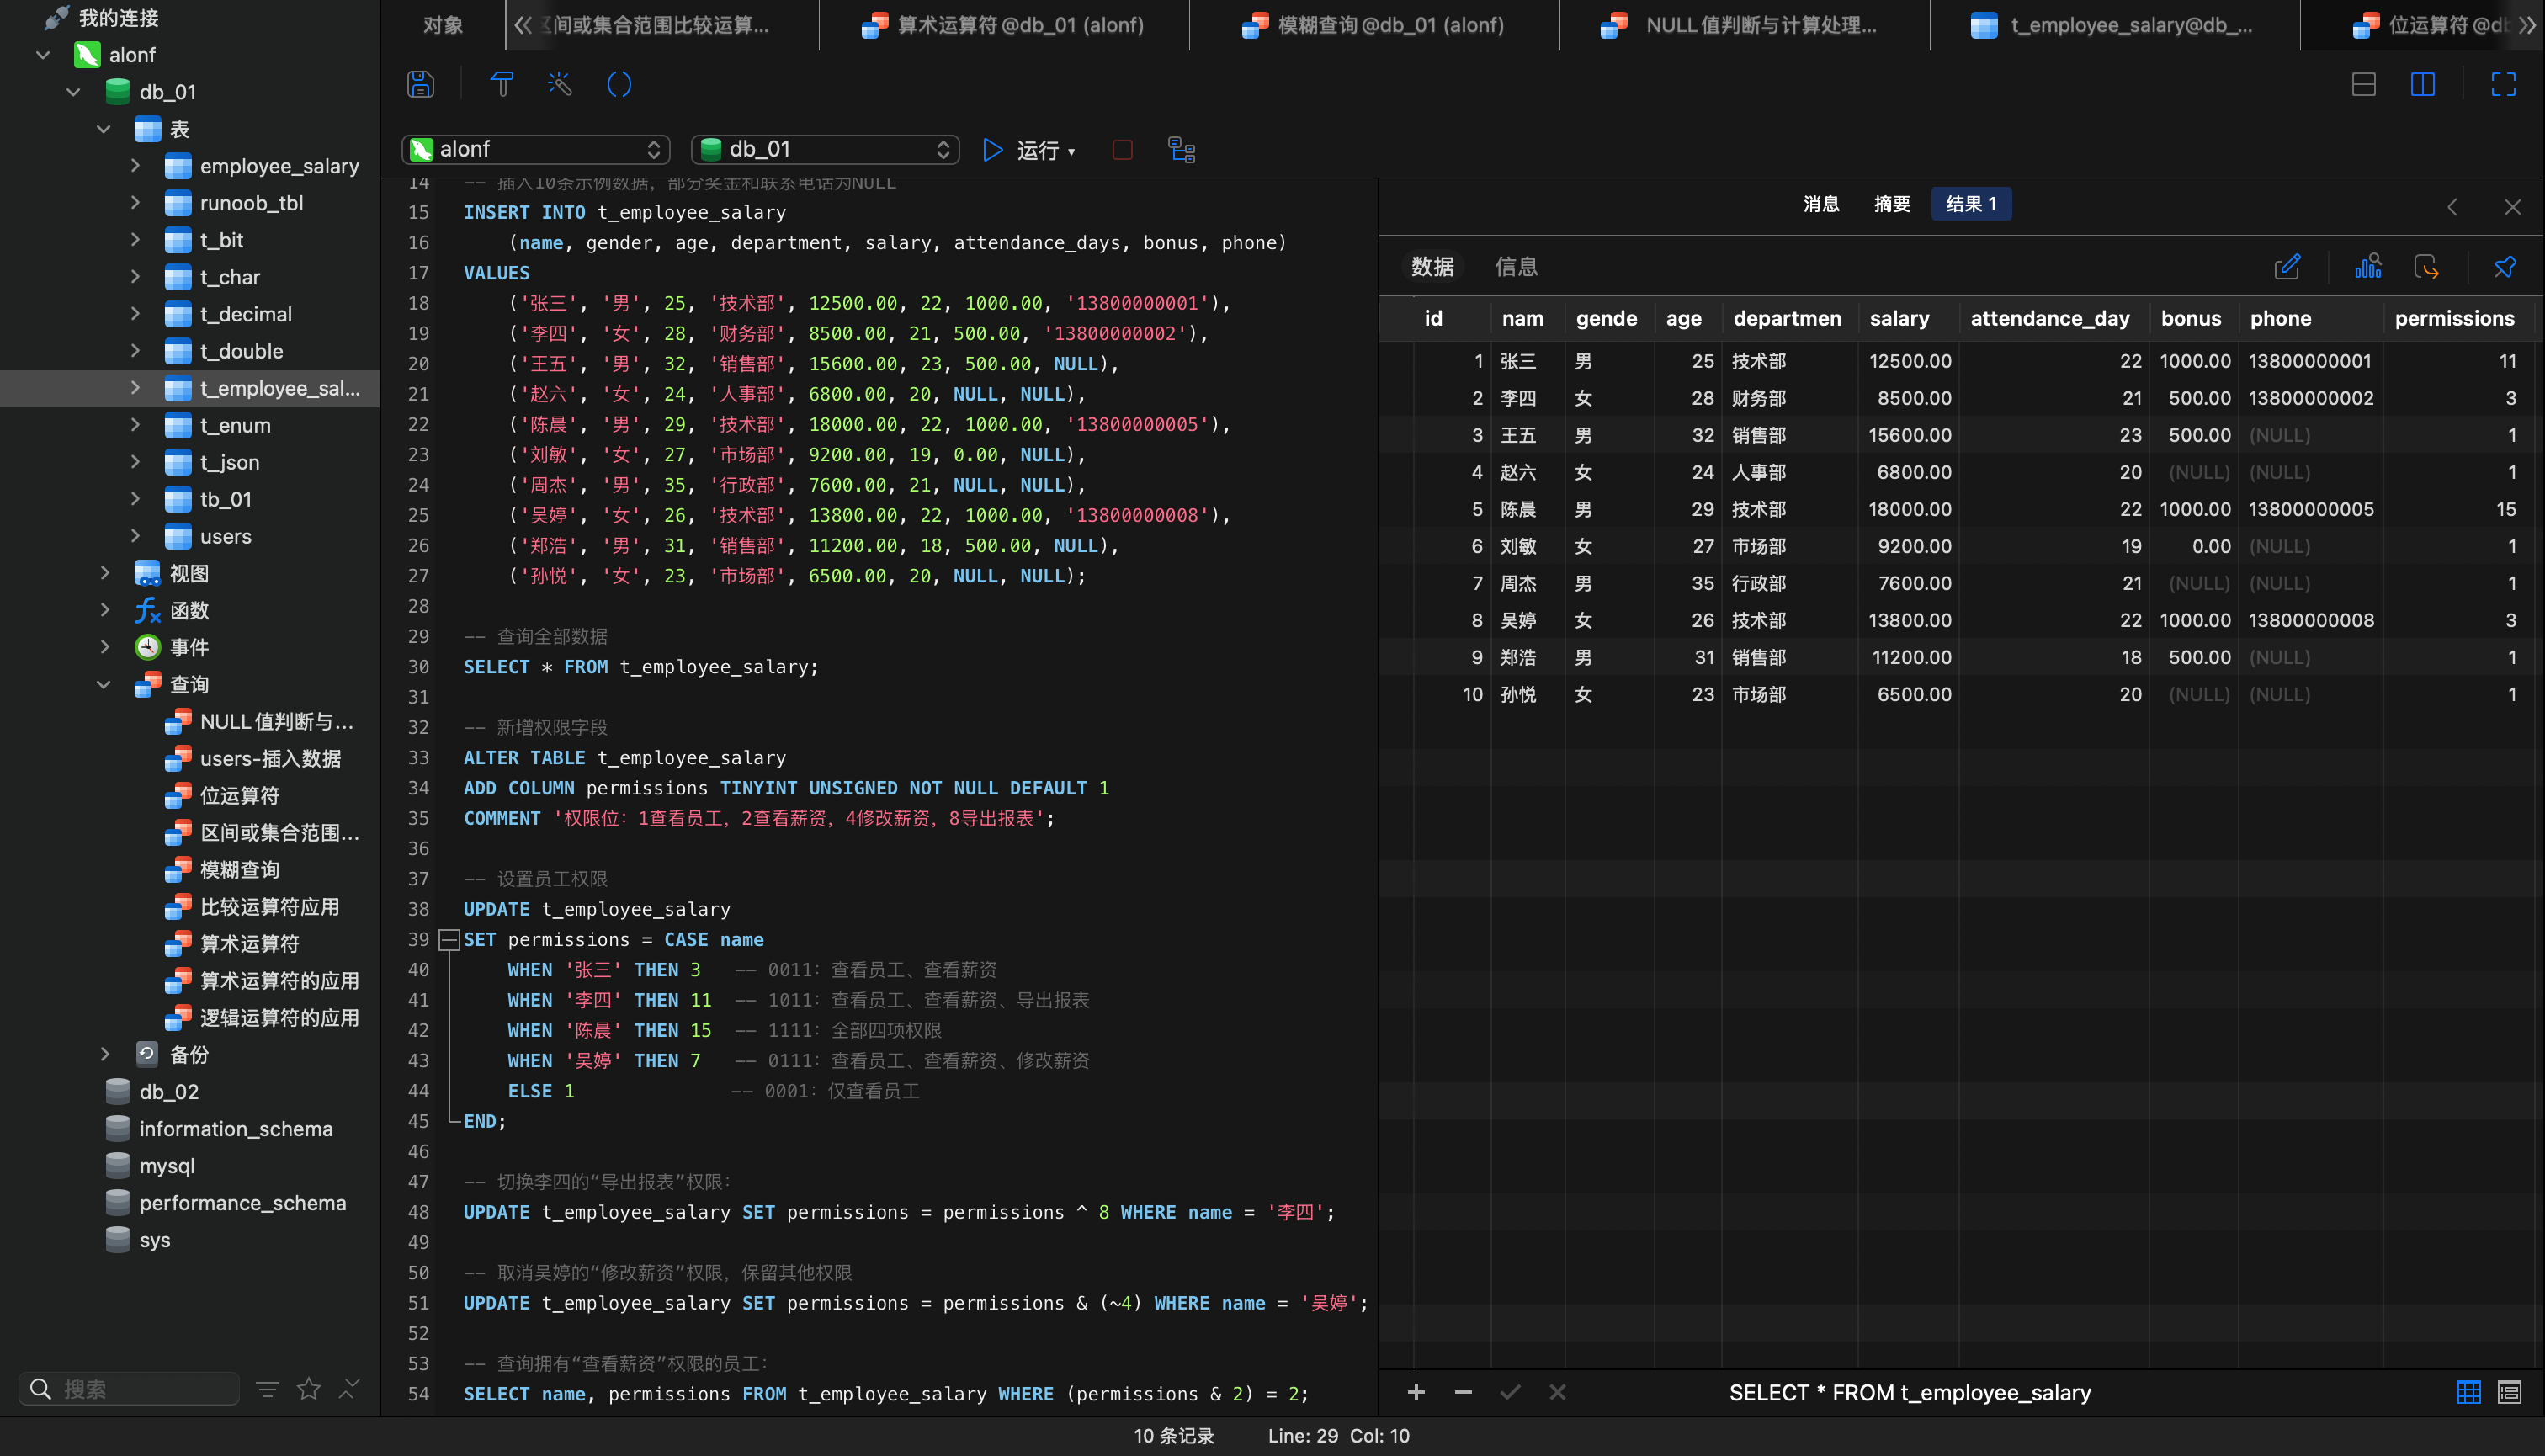 我的连接
alonf
db_01
表
employee_salary
runoob_tbl
t_bit
t_char
t_decimal
t_double
t_employee_sal...
t_enum
t_json
tb_01
users
视图
函数
事件
查询
NULL值判断与...
users-插入数据
位运算符
区间或集合范围...
模糊查询
比较运算符应用
算术运算符
算术运算符的应用
逻辑运算符的应用
备份
db_02
information_schema
mysql
performance_schema
sys
搜索
对象
区间或集合范围比较运算...
算术运算符@db_01 (alonf)
模糊查询@db_01 (alonf)
NULL值判断与计算处理...
t_employee_salary@db_...
位运算符@db
alonf
db_01
运行
14 -- 插入10条示例数据，部分奖金和联系电话为NULL
15 INSERT INTO t_employee_salary
16 (name, gender, age, department, salary, attendance_days, bonus, phone)
17 VALUES
18 ('张三', '男', 25, '技术部', 12500.00, 22, 1000.00, '13800000001'),
19 ('李四', '女', 28, '财务部', 8500.00, 21, 500.00, '13800000002'),
20 ('王五', '男', 32, '销售部', 15600.00, 23, 500.00, NULL),
21 ('赵六', '女', 24, '人事部', 6800.00, 20, NULL, NULL),
22 ('陈晨', '男', 29, '技术部', 18000.00, 22, 1000.00, '13800000005'),
23 ('刘敏', '女', 27, '市场部', 9200.00, 19, 0.00, NULL),
24 ('周杰', '男', 35, '行政部', 7600.00, 21, NULL, NULL),
25 ('吴婷', '女', 26, '技术部', 13800.00, 22, 1000.00, '13800000008'),
26 ('郑浩', '男', 31, '销售部', 11200.00, 18, 500.00, NULL),
27 ('孙悦', '女', 23, '市场部', 6500.00, 20, NULL, NULL);
28
29 -- 查询全部数据
30 SELECT * FROM t_employee_salary;
31
32 -- 新增权限字段
33 ALTER TABLE t_employee_salary
34 ADD COLUMN permissions TINYINT UNSIGNED NOT NULL DEFAULT 1
35 COMMENT '权限位：1查看员工，2查看薪资，4修改薪资，8导出报表';
36
37 -- 设置员工权限
38 UPDATE t_employee_salary
39 SET permissions = CASE name
40 WHEN '张三' THEN 3 -- 0011：查看员工、查看薪资
41 WHEN '李四' THEN 11 -- 1011：查看员工、查看薪资、导出报表
42 WHEN '陈晨' THEN 15 -- 1111：全部四项权限
43 WHEN '吴婷' THEN 7 -- 0111：查看员工、查看薪资、修改薪资
44 ELSE 1 -- 0001：仅查看员工
45 END;
46
47 -- 切换李四的“导出报表”权限：
48 UPDATE t_employee_salary SET permissions = permissions ^ 8 WHERE name = '李四';
49
50 -- 取消吴婷的“修改薪资”权限，保留其他权限
51 UPDATE t_employee_salary SET permissions = permissions & (~4) WHERE name = '吴婷';
52
53 -- 查询拥有“查看薪资”权限的员工：
54 SELECT name, permissions FROM t_employee_salary WHERE (permissions & 2) = 2;
消息 摘要 结果 1
数据 信息
id nam gende age departmen salary attendance_day bonus phone permissions
1 张三 男 25 技术部 12500.00 22 1000.00 13800000001 11
2 李四 女 28 财务部 8500.00 21 500.00 13800000002 3
3 王五 男 32 销售部 15600.00 23 500.00 (NULL) 1
4 赵六 女 24 人事部 6800.00 20 (NULL) (NULL) 1
5 陈晨 男 29 技术部 18000.00 22 1000.00 13800000005 15
6 刘敏 女 27 市场部 9200.00 19 0.00 (NULL) 1
7 周杰 男 35 行政部 7600.00 21 (NULL) (NULL) 1
8 吴婷 女 26 技术部 13800.00 22 1000.00 13800000008 3
9 郑浩 男 31 销售部 11200.00 18 500.00 (NULL) 1
10 孙悦 女 23 市场部 6500.00 20 (NULL) (NULL) 1
SELECT * FROM t_employee_salary
10 条记录 Line: 29 Col: 10